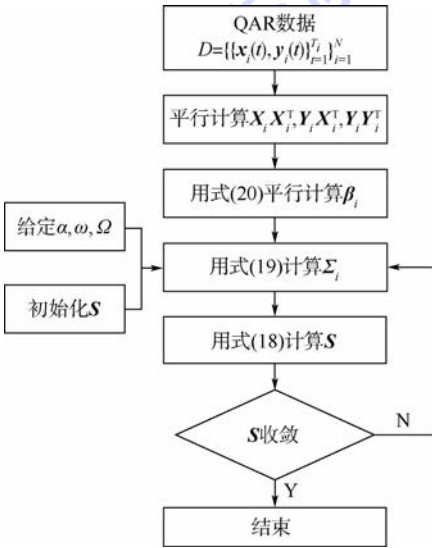 QAR数据
D={{x_i(t),y_i(t)}_{t=1}^{T_i}}_{i=1}^{N}
平行计算X_iX_i^T,Y_iX_i^T,Y_iY_i^T
用式(20)平行计算β_i
给定α,ω,Ω
用式(19)计算Σ_i
初始化S
用式(18)计算S
S收敛
N
Y
结束